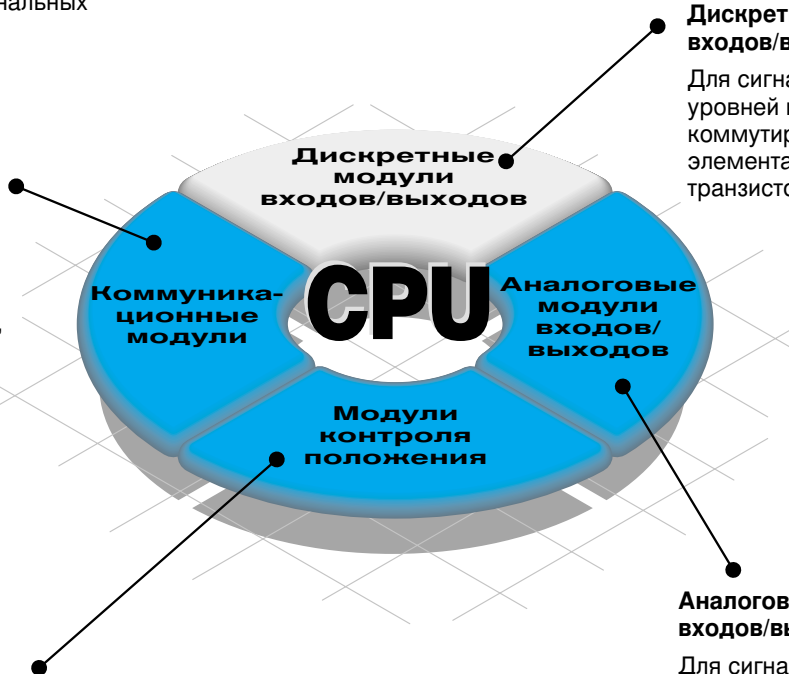 нальных
Дискрет
входов/в
Для сигна
уровней
коммутир
элемента
транзисто
Дискретные
модули
входов/выходов
Коммуника-
ционные
модули
CPU
Аналоговые
модули
входов/
выходов
Модули
контроля
положения
Аналогов
входов/вы
Для сигна